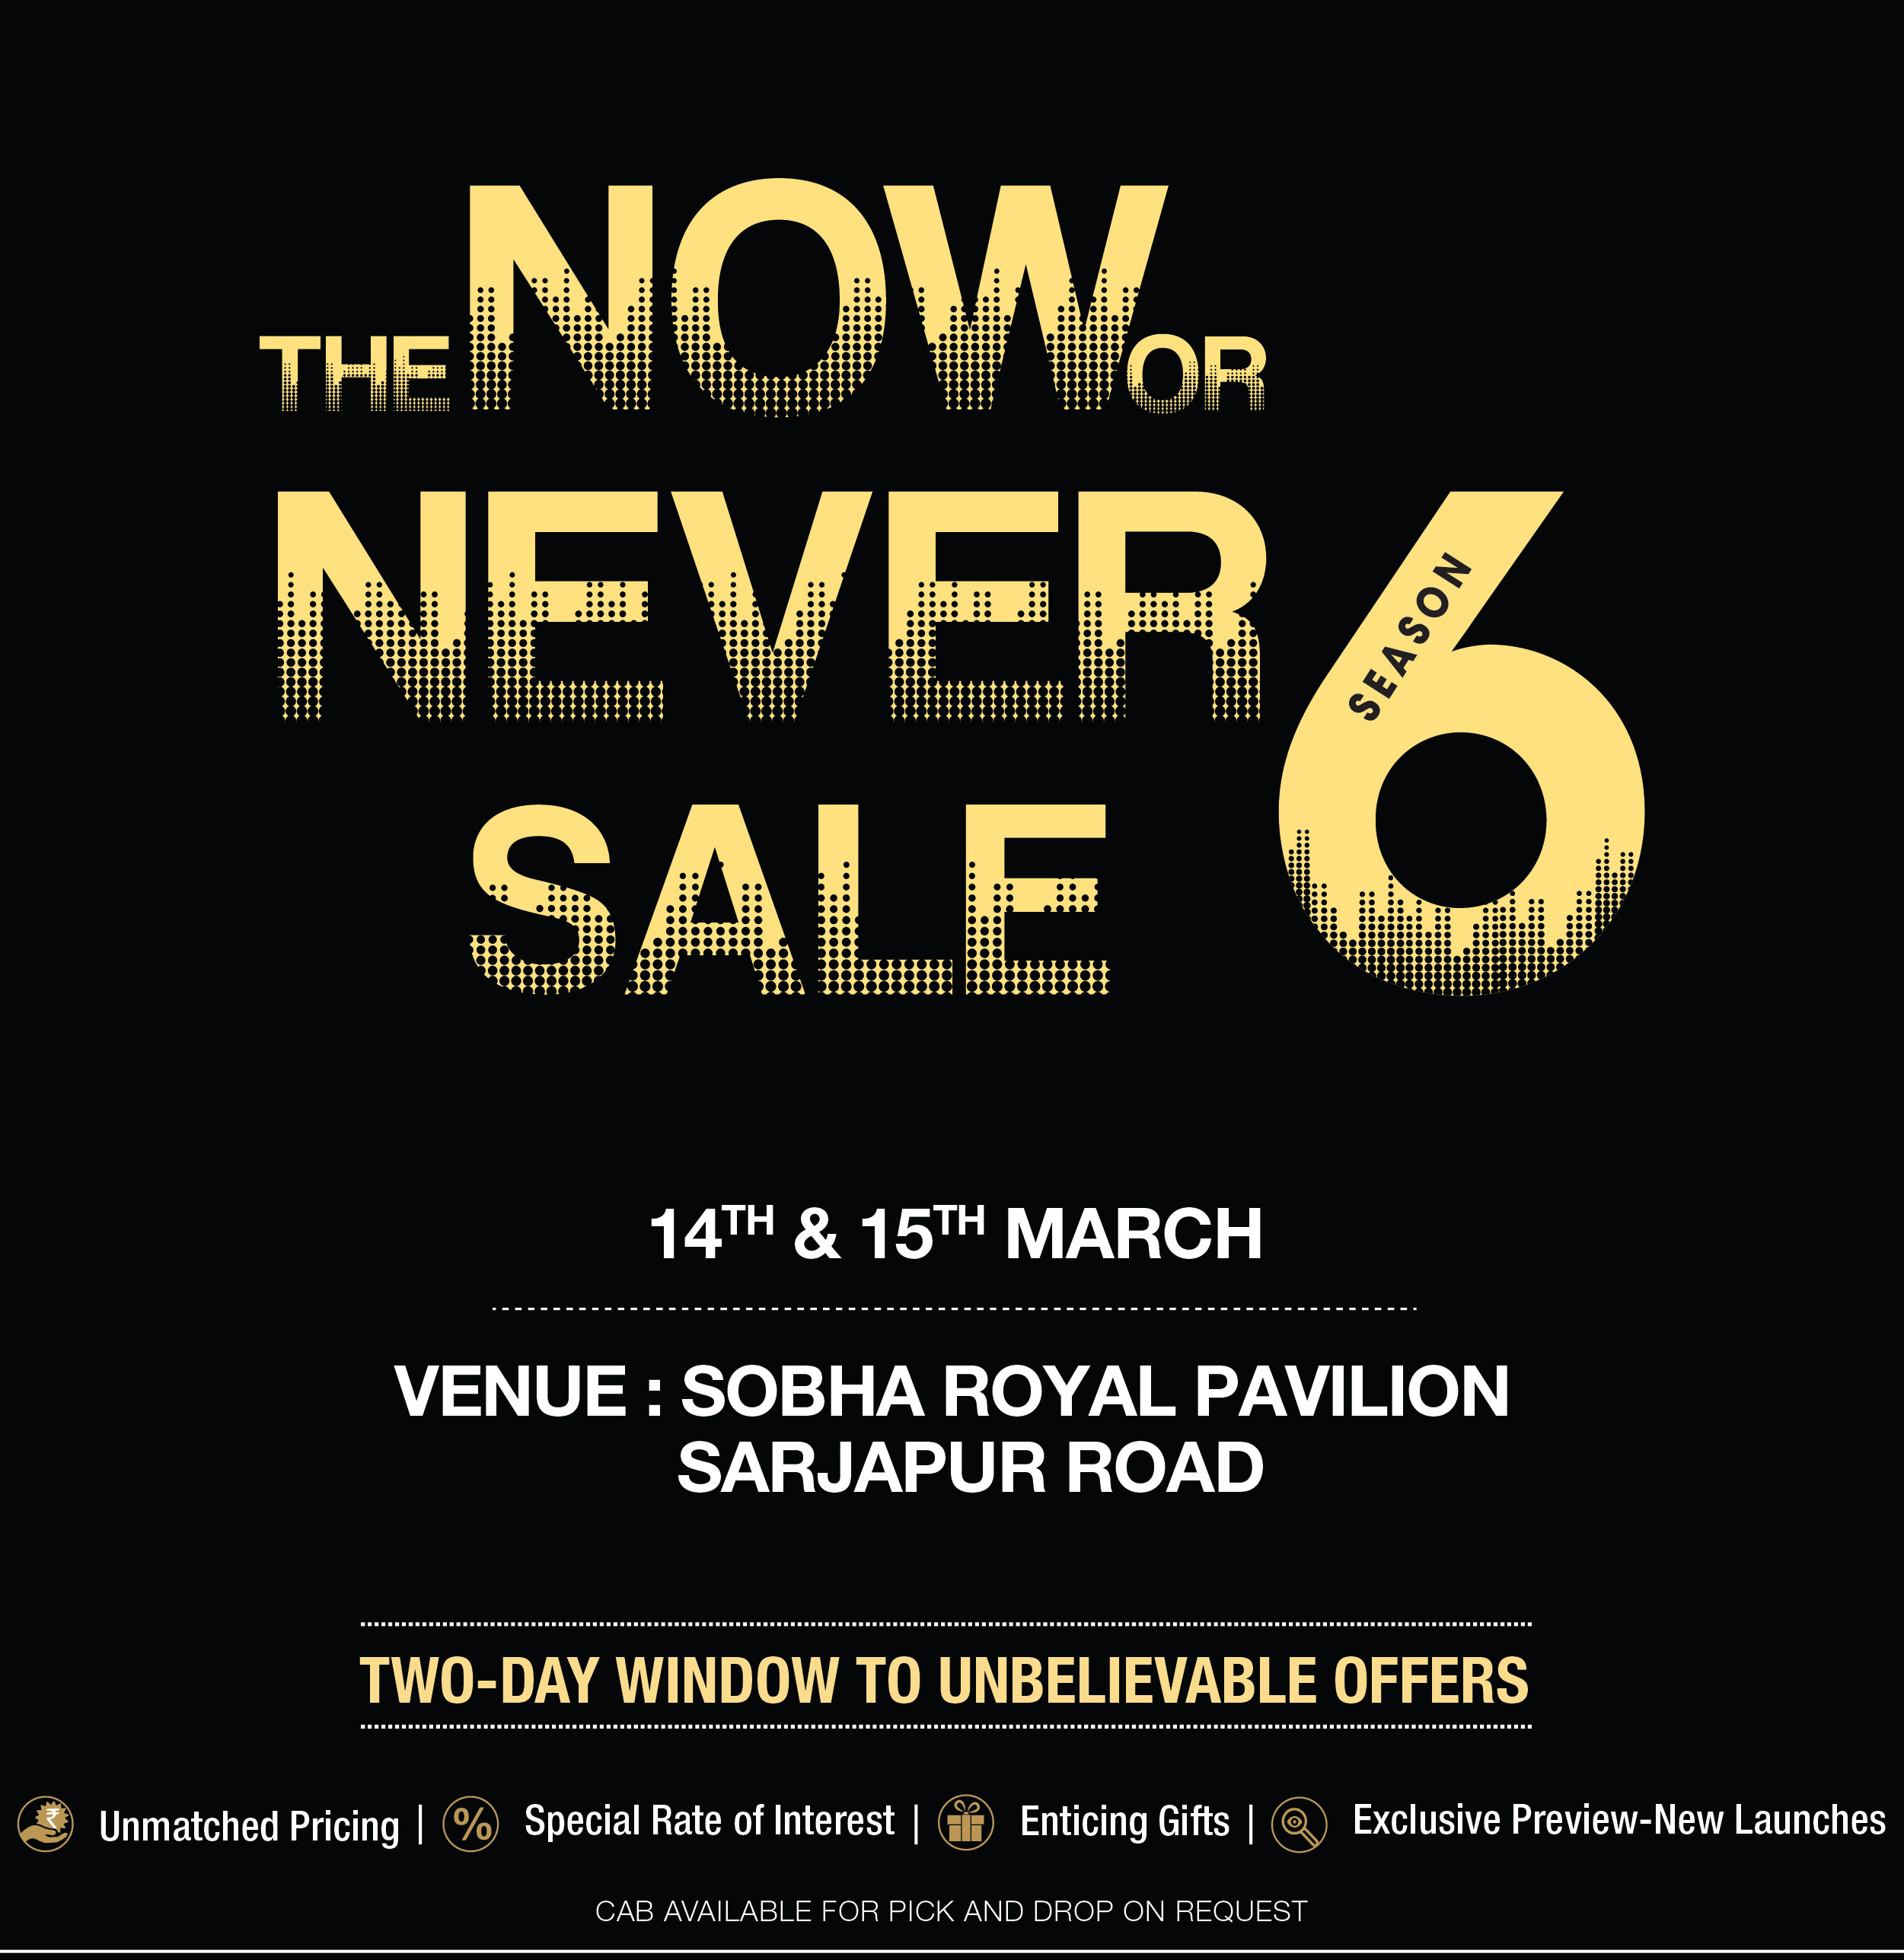 THE NOW OR
NEVER
SEASON 6
SALE
14TH & 15TH MARCH
VENUE : SOBHA ROYAL PAVILION
SARJAPUR ROAD
TWO-DAY WINDOW TO UNBELIEVABLE OFFERS
₹ Unmatched Pricing | % Special Rate of Interest | Enticing Gifts | Exclusive Preview-New Launches
CAB AVAILABLE FOR PICK AND DROP ON REQUEST